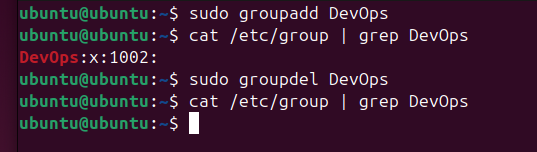 ubuntu@ubuntu:~$ sudo groupadd DevOps
ubuntu@ubuntu:~$ cat /etc/group | grep DevOps
DevOps:x:1002:
ubuntu@ubuntu:~$ sudo groupdel DevOps
ubuntu@ubuntu:~$ cat /etc/group | grep DevOps
ubuntu@ubuntu:~$